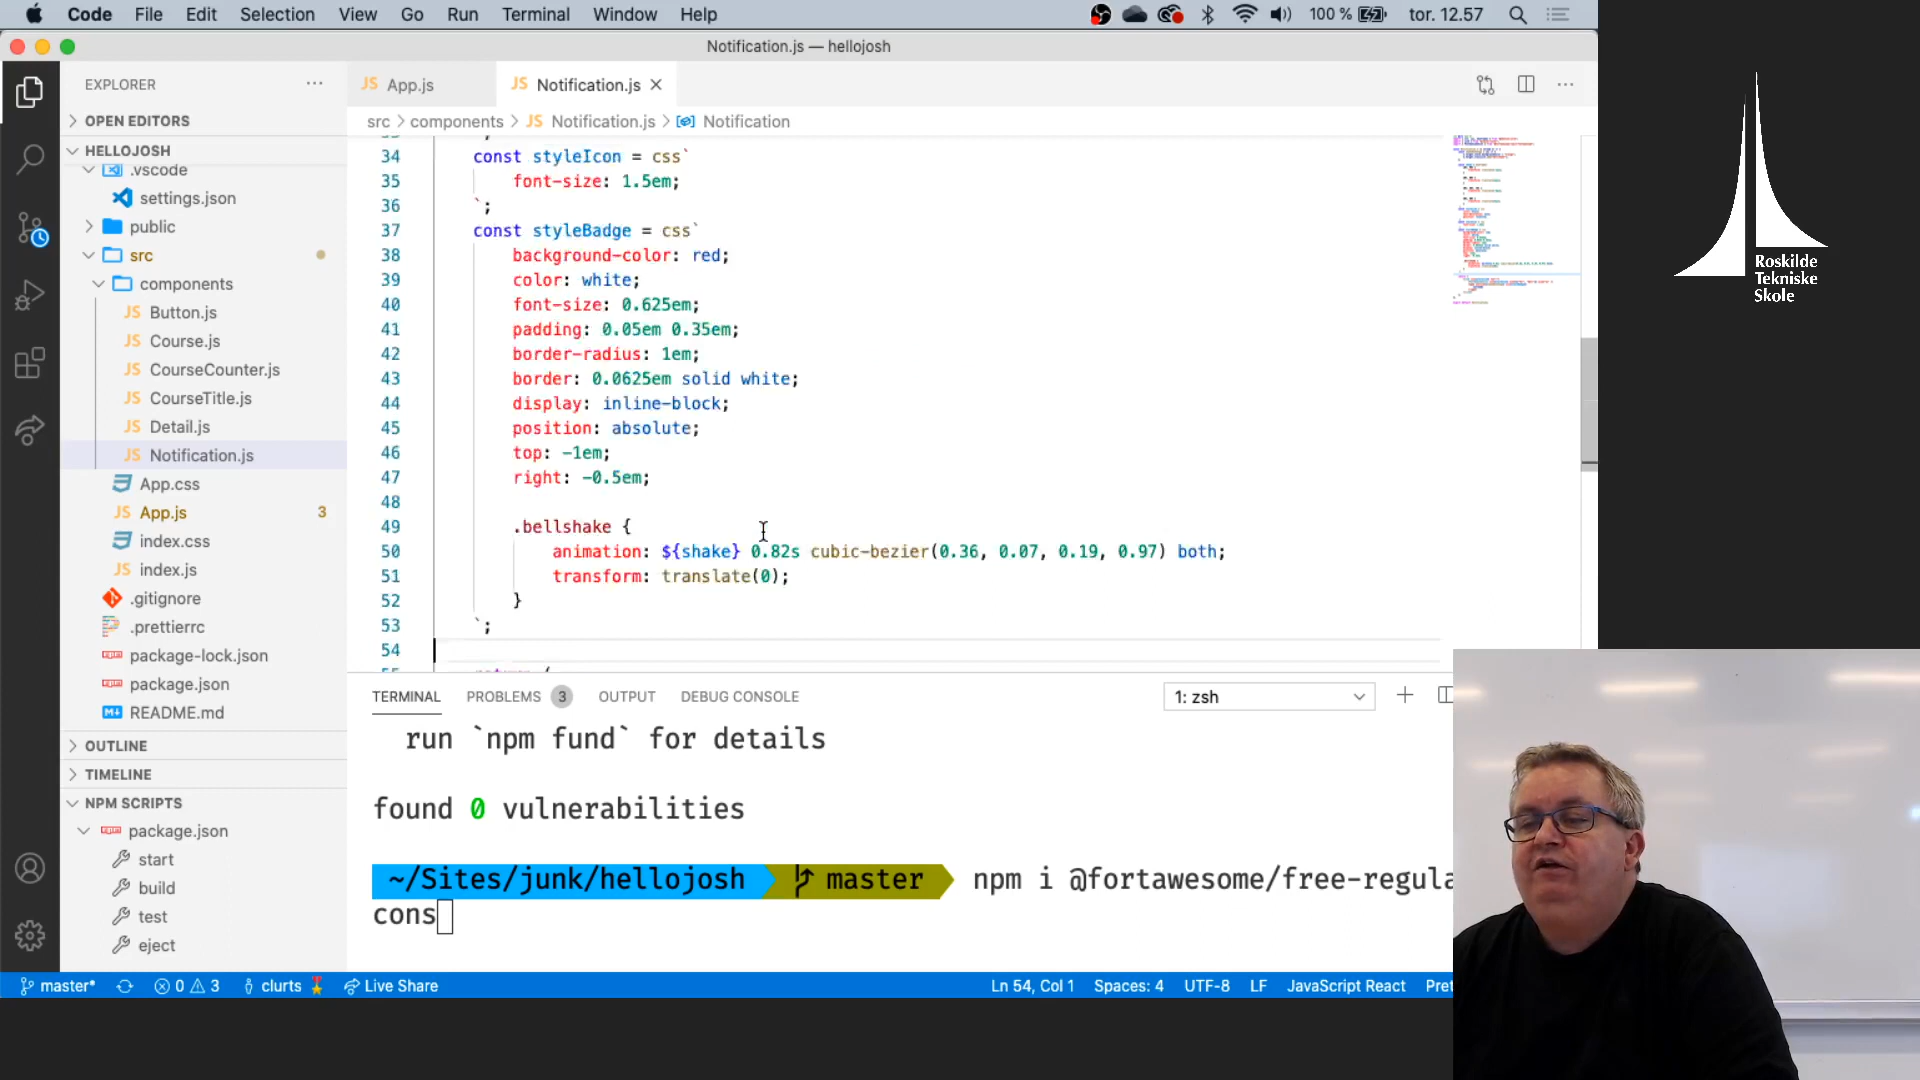 Code File Edit Selection View Go Run Terminal Window Help 100 % tor. 12.57
Notification.js — hellojosh
EXPLORER
OPEN EDITORS
HELLOJOSH
.vscode
settings.json
public
src
components
JS Button.js
JS Course.js
JS CourseCounter.js
JS CourseTitle.js
JS Detail.js
JS Notification.js
App.css
JS App.js 3
index.css
JS index.js
.gitignore
.prettierrc
package-lock.json
package.json
README.md
OUTLINE
TIMELINE
NPM SCRIPTS
package.json
start
build
test
eject
JS App.js JS Notification.js
src > components > JS Notification.js > Notification
34 const styleIcon = css`
35 font-size: 1.5em;
36 `;
37 const styleBadge = css`
38 background-color: red;
39 color: white;
40 font-size: 0.625em;
41 padding: 0.05em 0.35em;
42 border-radius: 1em;
43 border: 0.0625em solid white;
44 display: inline-block;
45 position: absolute;
46 top: -1em;
47 right: -0.5em;
48
49 .bellshake {
50 animation: ${shake} 0.82s cubic-bezier(0.36, 0.07, 0.19, 0.97) both;
51 transform: translate(0);
52 }
53 `;
54
TERMINAL PROBLEMS 3 OUTPUT DEBUG CONSOLE 1: zsh
run `npm fund` for details
found 0 vulnerabilities
~/Sites/junk/hellojosh master npm i @fortawesome/free-regula
cons
master* 0 3 clurts Live Share Ln 54, Col 1 Spaces: 4 UTF-8 LF JavaScript React Pret
Roskilde
Tekniske
Skole